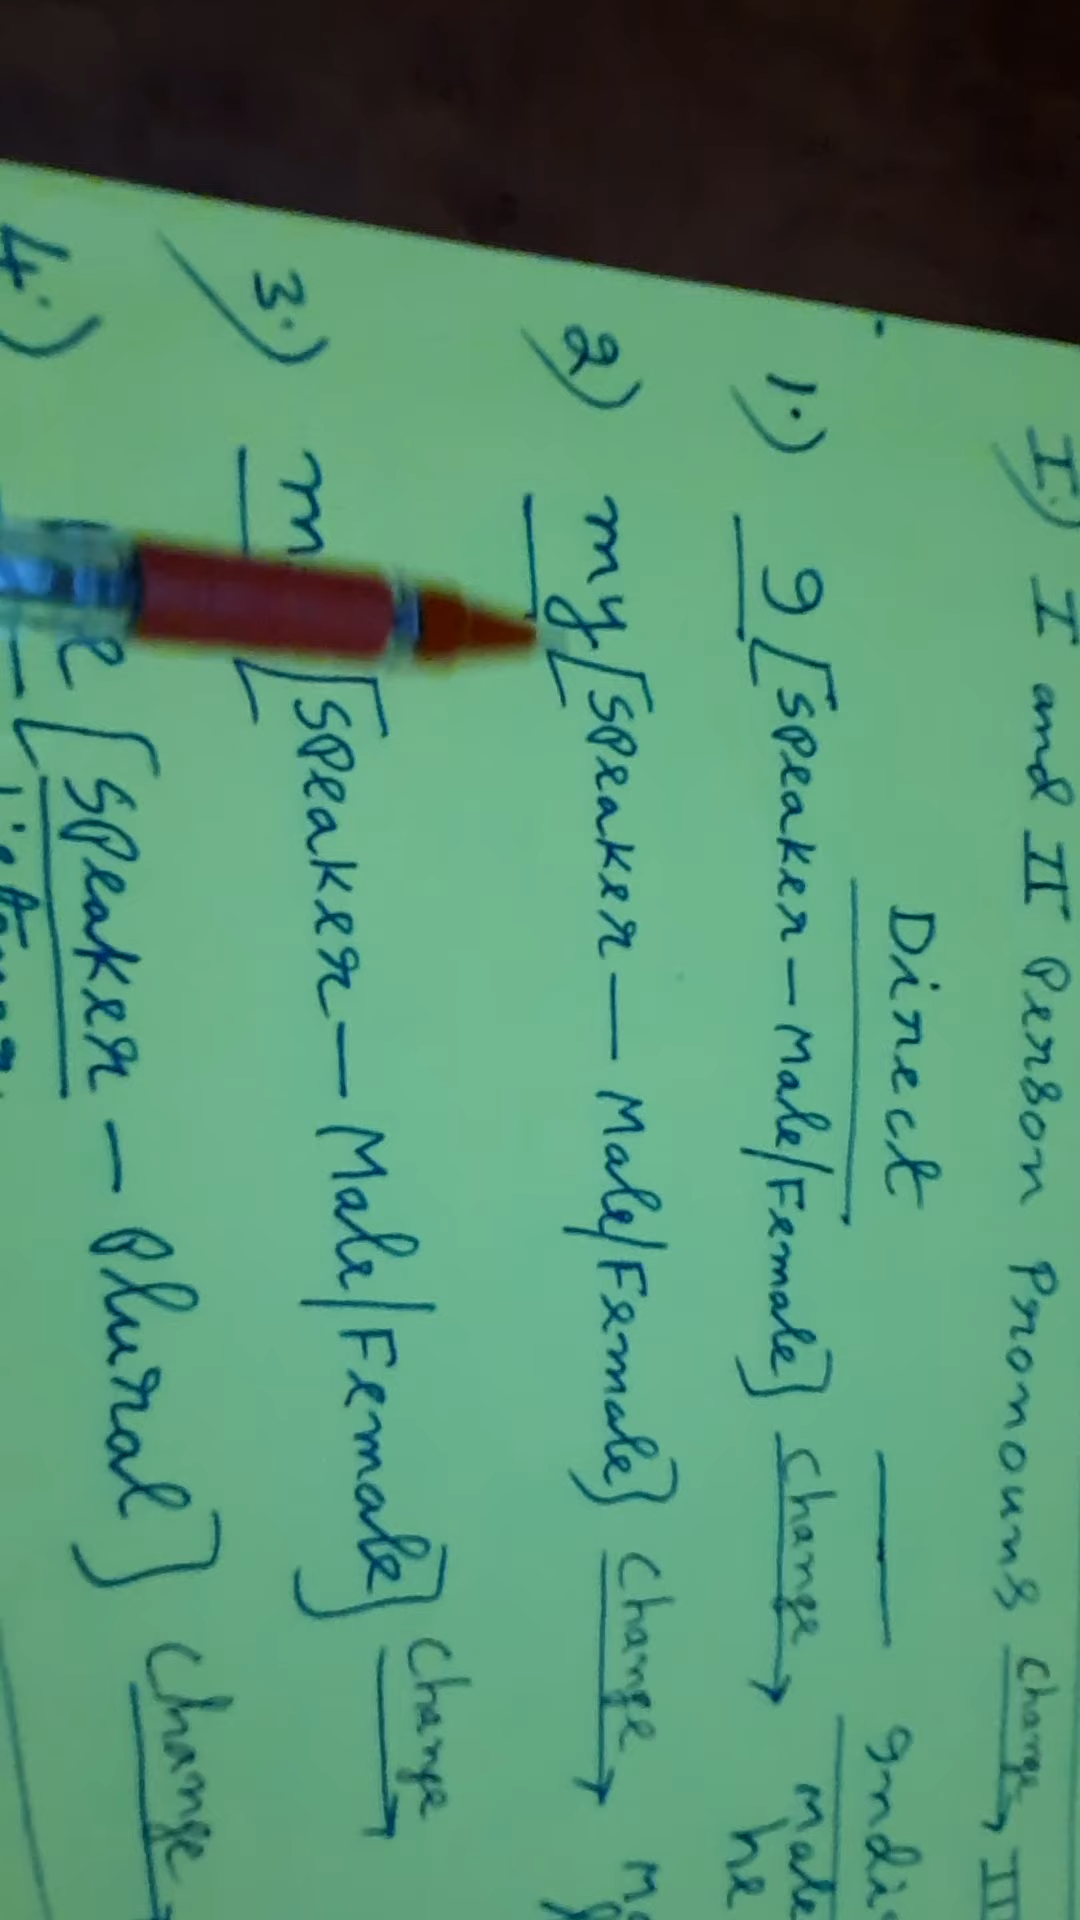 I.) I and II Person Pronouns change→ III
Direct — Indi
1.) I [Speaker - Male/Female] Change→ Male he
2) my [Speaker — Male/Female] Change→
3.) [Speaker — Male/Female] Change→
4.) [Speaker - Plural] Change